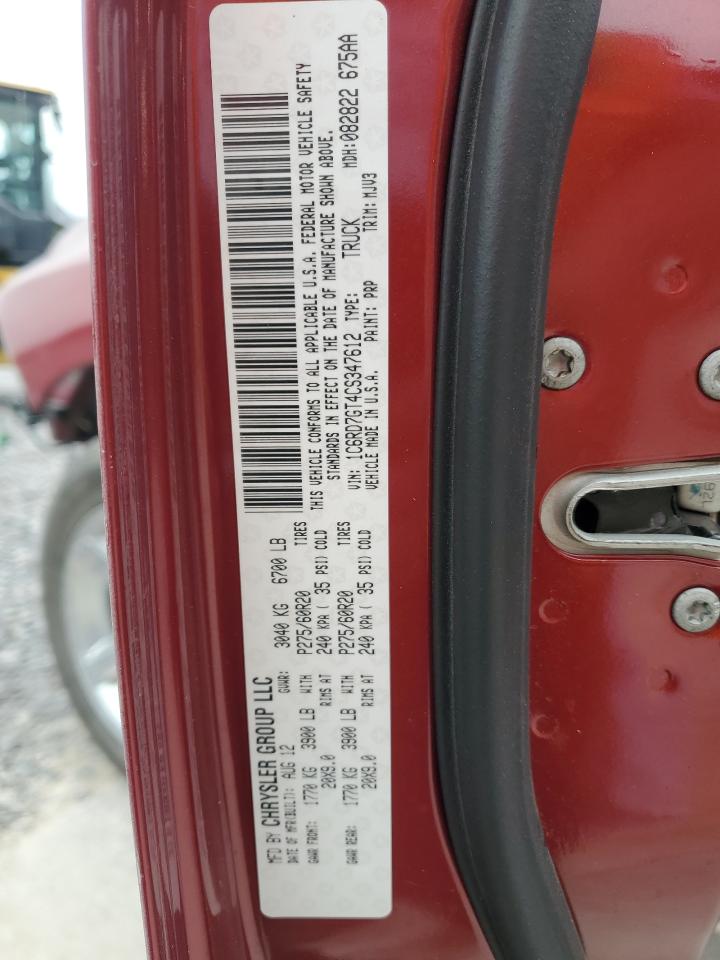 MFD BY CHRYSLER GROUP LLC
DATE OF MFR(BUILT): AUG 12 GVWR: 3040 KG 6700 LB
GAWR FRONT: 1770 KG 3900 LB WITH P275/60R20 TIRES
20X9.0 RIMS AT 240 KPA ( 35 PSI) COLD
GAWR REAR: 1770 KG 3900 LB WITH P275/60R20 TIRES
20X9.0 RIMS AT 240 KPA ( 35 PSI) COLD
THIS VEHICLE CONFORMS TO ALL APPLICABLE U.S.A. FEDERAL MOTOR VEHICLE SAFETY
STANDARDS IN EFFECT ON THE DATE OF MANUFACTURE SHOWN ABOVE.
VIN: 1C6RD7GT4CS347612 TYPE: TRUCK MDH:082822 675AA
VEHICLE MADE IN U.S.A. PAINT: PRP TRIM: MJV3